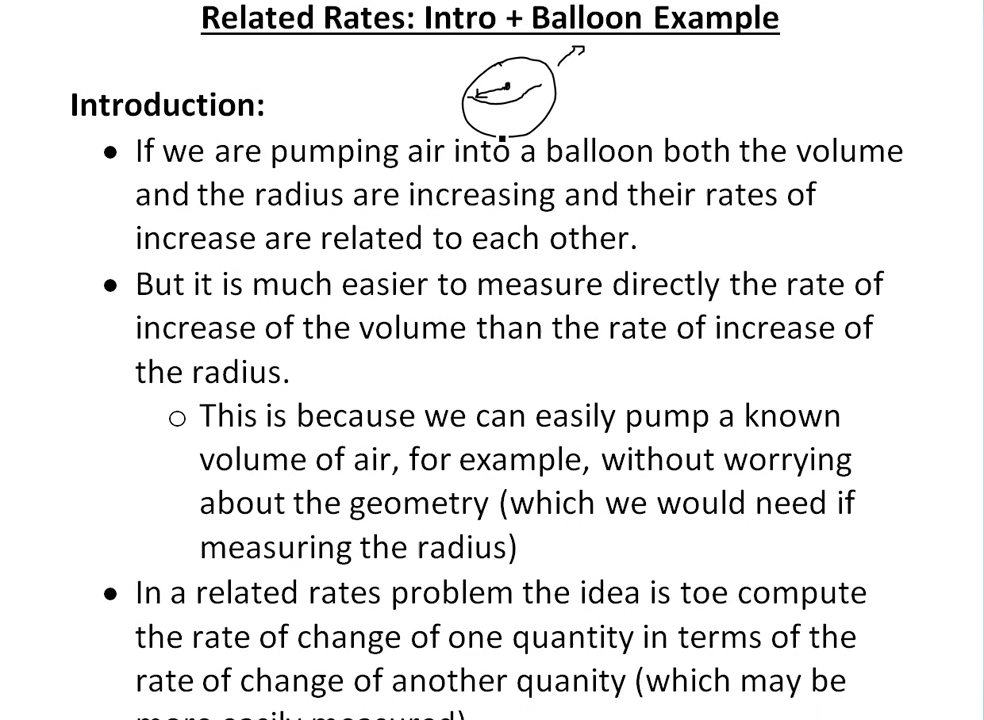 Related Rates: Intro + Balloon Example
Introduction:
• If we are pumping air into a balloon both the volume
and the radius are increasing and their rates of
increase are related to each other.
• But it is much easier to measure directly the rate of
increase of the volume than the rate of increase of
the radius.
o This is because we can easily pump a known
volume of air, for example, without worrying
about the geometry (which we would need if
measuring the radius)
• In a related rates problem the idea is toe compute
the rate of change of one quantity in terms of the
rate of change of another quanity (which may be
more easily measured)